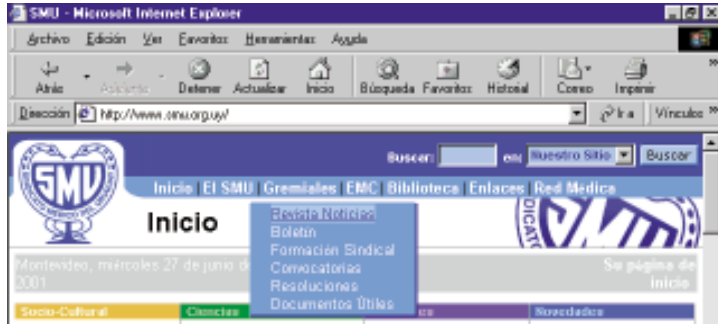 SMU - Microsoft Internet Explorer
Archivo Edición Ver Favoritos Herramientas Ayuda
Atrás Adelante Detener Actualizar Inicio Búsqueda Favoritos Historial Correo Imprimir
Dirección http://www.smu.org.uy/ Ir a Vínculos
Buscar: en: Nuestro Sitio Buscar
SMU
Inicio | El SMU | Gremiales | EMC | Biblioteca | Enlaces | Red Médica
Inicio
Revista Noticias
Boletín
Formación Sindical
Convocatorias
Resoluciones
Documentos Útiles
Montevideo, miércoles 27 de junio de
2001
Su página de
inicio
Socio-Cultural Ciencias Novedades